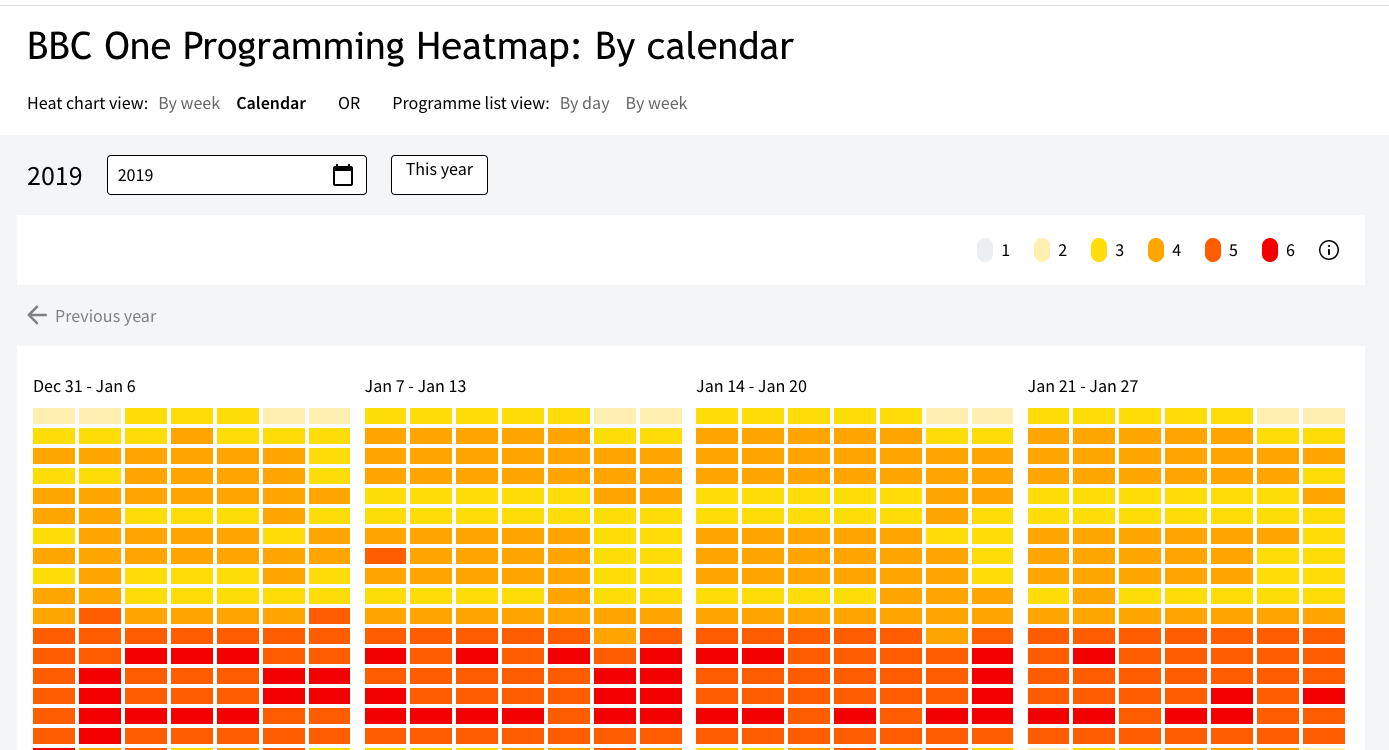 BBC One Programming Heatmap: By calendar
Heat chart view: By week Calendar OR Programme list view: By day By week
2019 2019 This year
1 2 3 4 5 6
Previous year
Dec 31 - Jan 6 Jan 7 - Jan 13 Jan 14 - Jan 20 Jan 21 - Jan 27